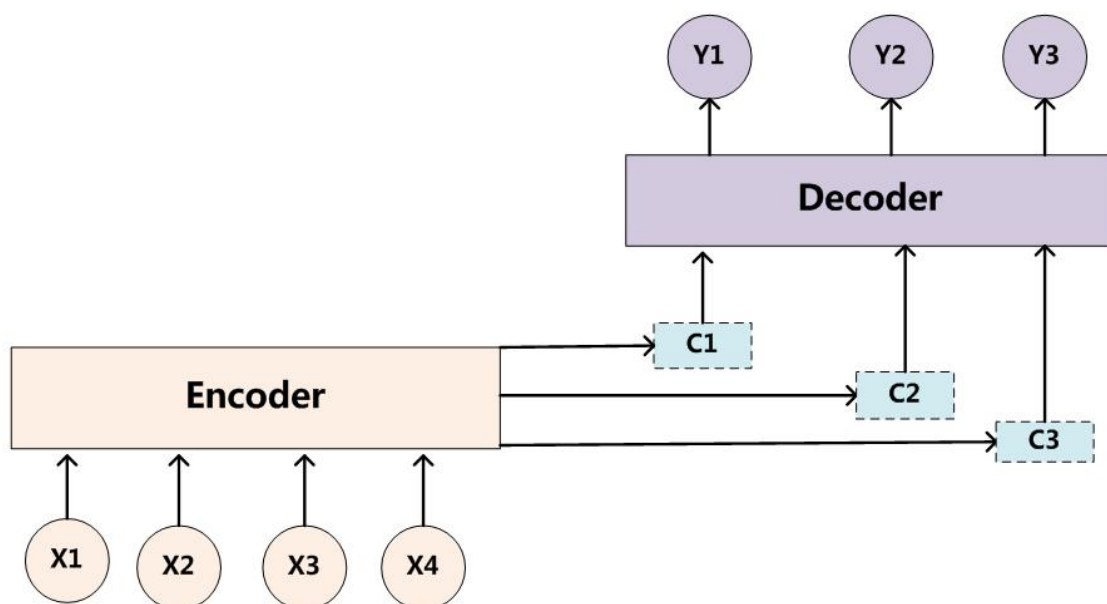 Y1 Y2 Y3
Decoder
C1
Encoder
C2
C3
X1 X2 X3 X4